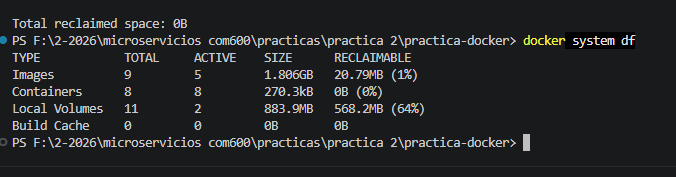 Total reclaimed space: 0B
PS F:\2-2026\microservicios com600\practicas\practica 2\practica-docker> docker system df
TYPE            TOTAL     ACTIVE    SIZE      RECLAIMABLE
Images          9         5         1.806GB   20.79MB (1%)
Containers      8         8         270.3kB   0B (0%)
Local Volumes   11        2         883.9MB   568.2MB (64%)
Build Cache     0         0         0B        0B
PS F:\2-2026\microservicios com600\practicas\practica 2\practica-docker>